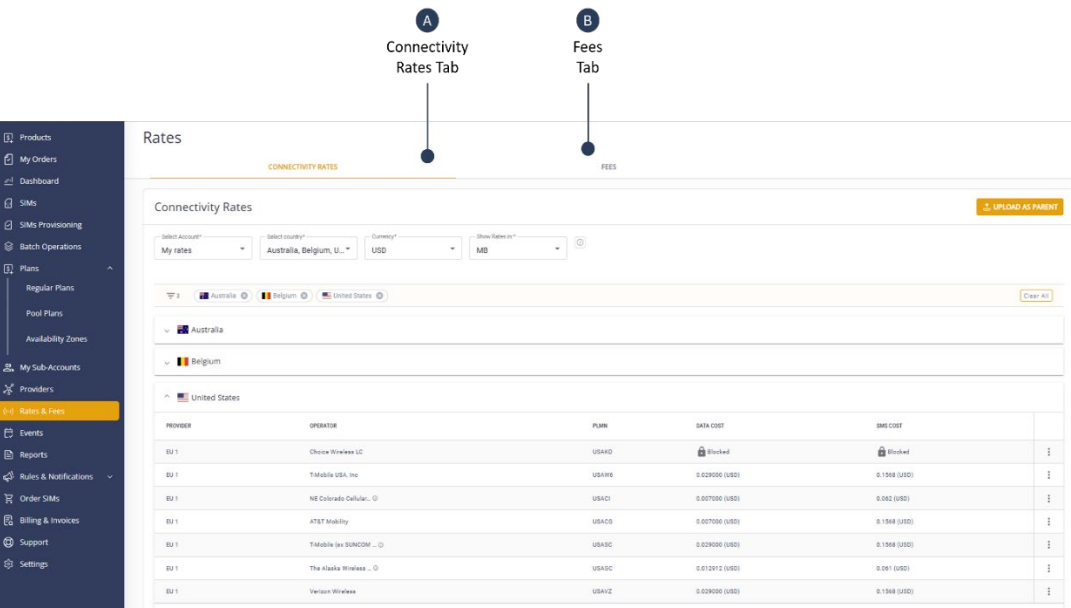 A
B
Connectivity
Rates Tab
Fees
Tab
Products
My Orders
Dashboard
SIMs
SIMs Provisioning
Batch Operations
Plans
Regular Plans
Pool Plans
Availability Zones
My Sub-Accounts
Providers
Rates & Fees
Events
Reports
Rules & Notifications
Order SIMs
Billing & Invoices
Support
Settings
Rates
CONNECTIVITY RATES
FEES
Connectivity Rates
UPLOAD AS PARENT
Select Account*
My rates
Select country*
Australia, Belgium, U...
Currency*
USD
Show Rates in *
MB
3 Australia Belgium United States
Clear All
Australia
Belgium
United States
PROVIDER OPERATOR PLMN DATA COST SMS COST
EU 1 Choice Wireless LC USAKD Blocked Blocked
EU 1 T-Mobile USA, Inc USAW6 0.029000 (USD) 0.1568 (USD)
EU 1 NE Colorado Cellular... USACI 0.007000 (USD) 0.062 (USD)
EU 1 AT&T Mobility USACG 0.007000 (USD) 0.1568 (USD)
EU 1 T-Mobile (ex SUNCOM ... USASC 0.029000 (USD) 0.1568 (USD)
EU 1 The Alaska Wireless ... USAGC 0.012912 (USD) 0.061 (USD)
EU 1 Verizon Wireless USAVZ 0.029000 (USD) 0.1568 (USD)